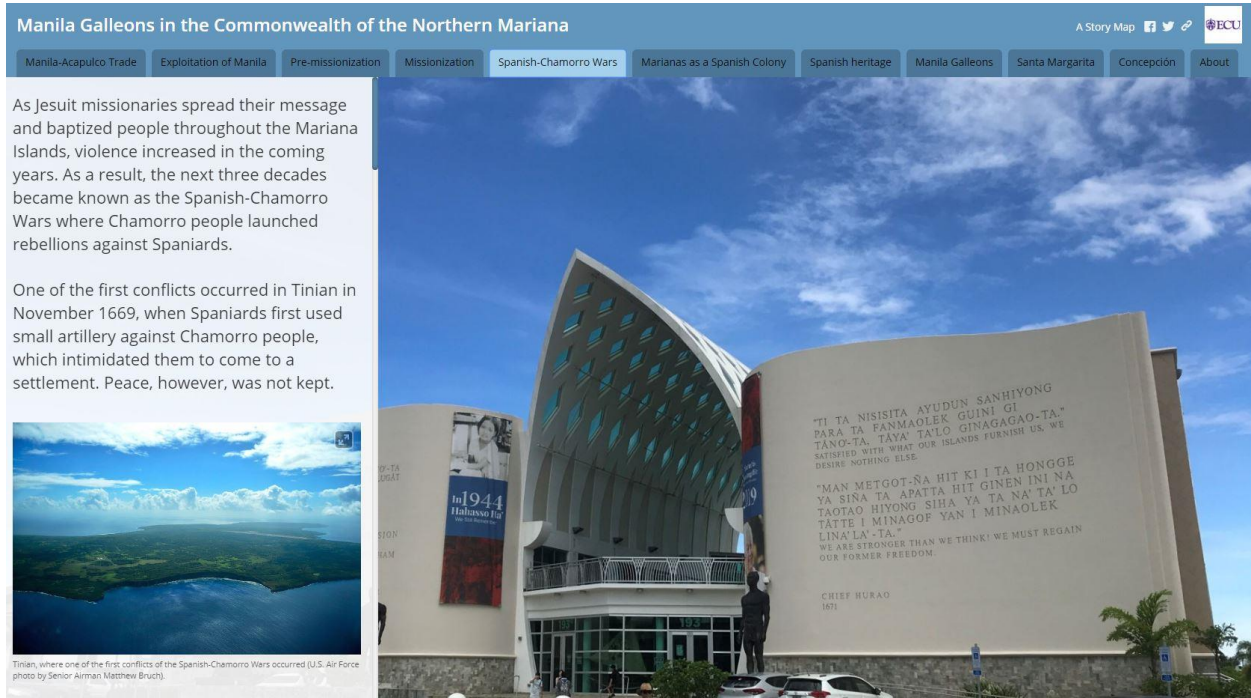 Manila Galleons in the Commonwealth of the Northern Mariana
A Story Map
ECU
Manila-Acapulco Trade
Exploitation of Manila
Pre-missionization
Missionization
Spanish-Chamorro Wars
Marianas as a Spanish Colony
Spanish heritage
Manila Galleons
Santa Margarita
Concepción
About
As Jesuit missionaries spread their message
and baptized people throughout the Mariana
Islands, violence increased in the coming
years. As a result, the next three decades
became known as the Spanish-Chamorro
Wars where Chamorro people launched
rebellions against Spaniards.
One of the first conflicts occurred in Tinian in
November 1669, when Spaniards first used
small artillery against Chamorro people,
which intimidated them to come to a
settlement. Peace, however, was not kept.
Tinian, where one of the first conflicts of the Spanish-Chamorro Wars occurred (U.S. Air Force
photo by Senior Airman Matthew Bruch).
In 1944
193
193
"TI TA NISISITA AYUDUN SANHIYONG
PARA TA FANMAOLEK GUINI GI
TÅNO'-TA. TÅYA' TA'LO GINAGAGAO-TA."
SATISFIED WITH WHAT OUR ISLANDS FURNISH US, WE
DESIRE NOTHING ELSE.
"MAN METGOT-ÑA HIT KI I TA HONGGE
YA SIÑA TA APATTA HIT GINEN INI NA
TAOTAO HIYONG SIHA YA TA NA' TA' LO
TÅTTE I MINAGOF YAN I MINAOLEK
LINA'LA'-TA."
WE ARE STRONGER THAN WE THINK! WE MUST REGAIN
OUR FORMER FREEDOM.
CHIEF HURAO
1671